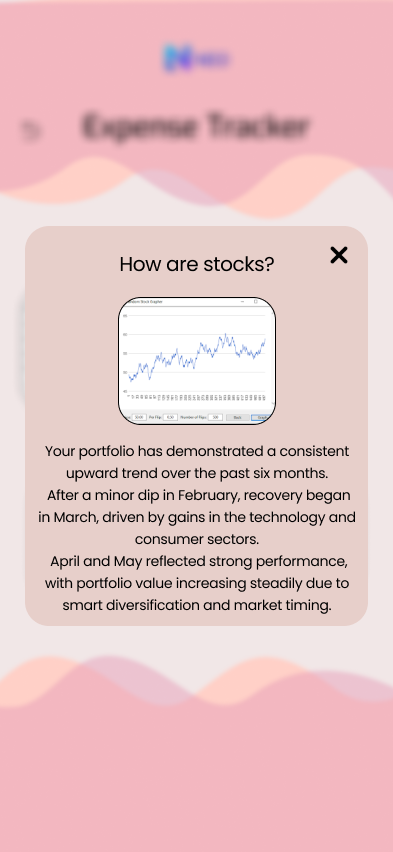 Expense Tracker
How are stocks?
Your portfolio has demonstrated a consistent
upward trend over the past six months.
After a minor dip in February, recovery began
in March, driven by gains in the technology and
consumer sectors.
April and May reflected strong performance,
with portfolio value increasing steadily due to
smart diversification and market timing.